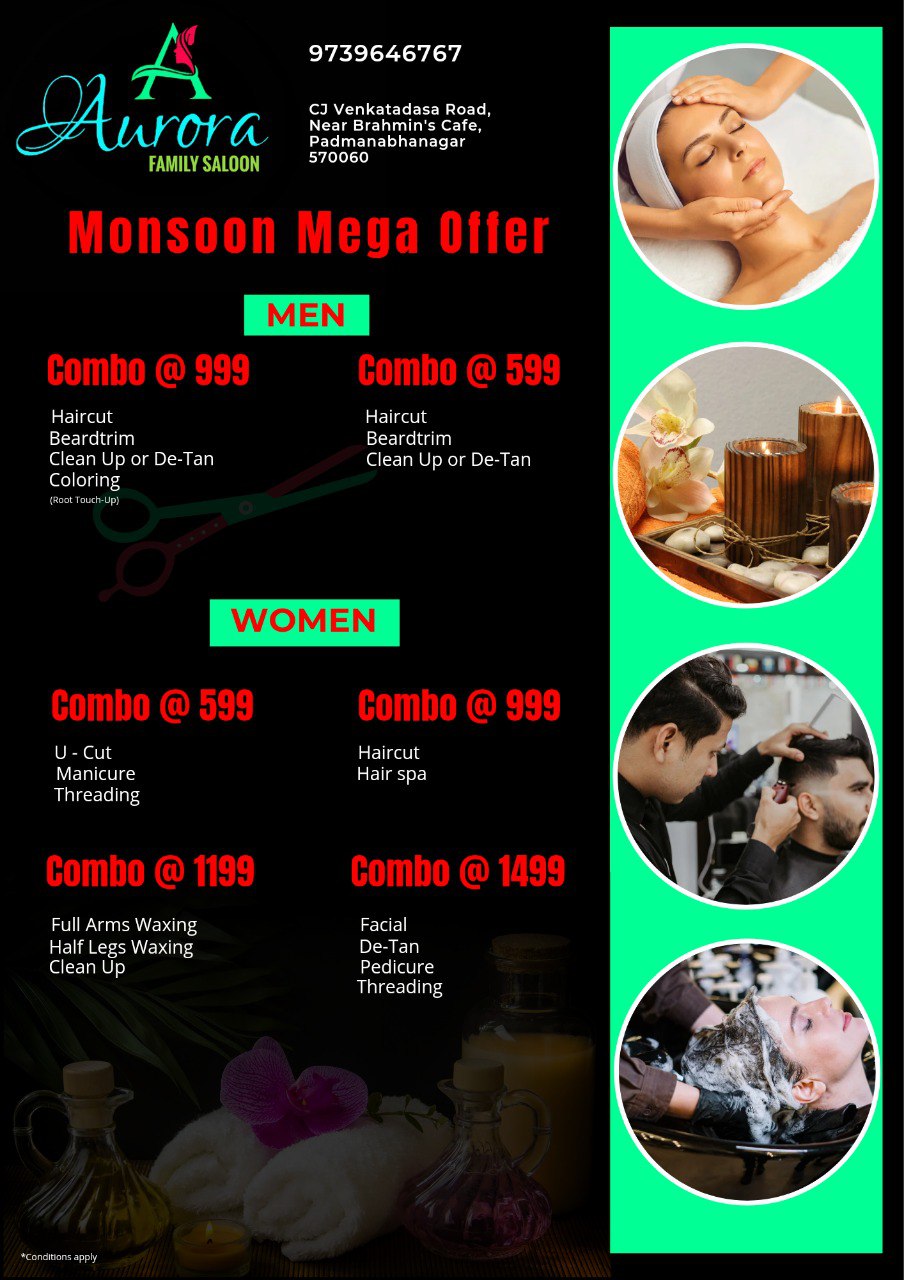 Aurora
FAMILY SALOON
9739646767
CJ Venkatadasa Road,
Near Brahmin's Cafe,
Padmanabhanagar
570060
Monsoon Mega Offer
MEN
Combo @ 999
Haircut
Beardtrim
Clean Up or De-Tan
Coloring
(Root Touch-Up)
Combo @ 599
Haircut
Beardtrim
Clean Up or De-Tan
WOMEN
Combo @ 599
U - Cut
Manicure
Threading
Combo @ 999
Haircut
Hair spa
Combo @ 1199
Full Arms Waxing
Half Legs Waxing
Clean Up
Combo @ 1499
Facial
De-Tan
Pedicure
Threading
*Conditions apply